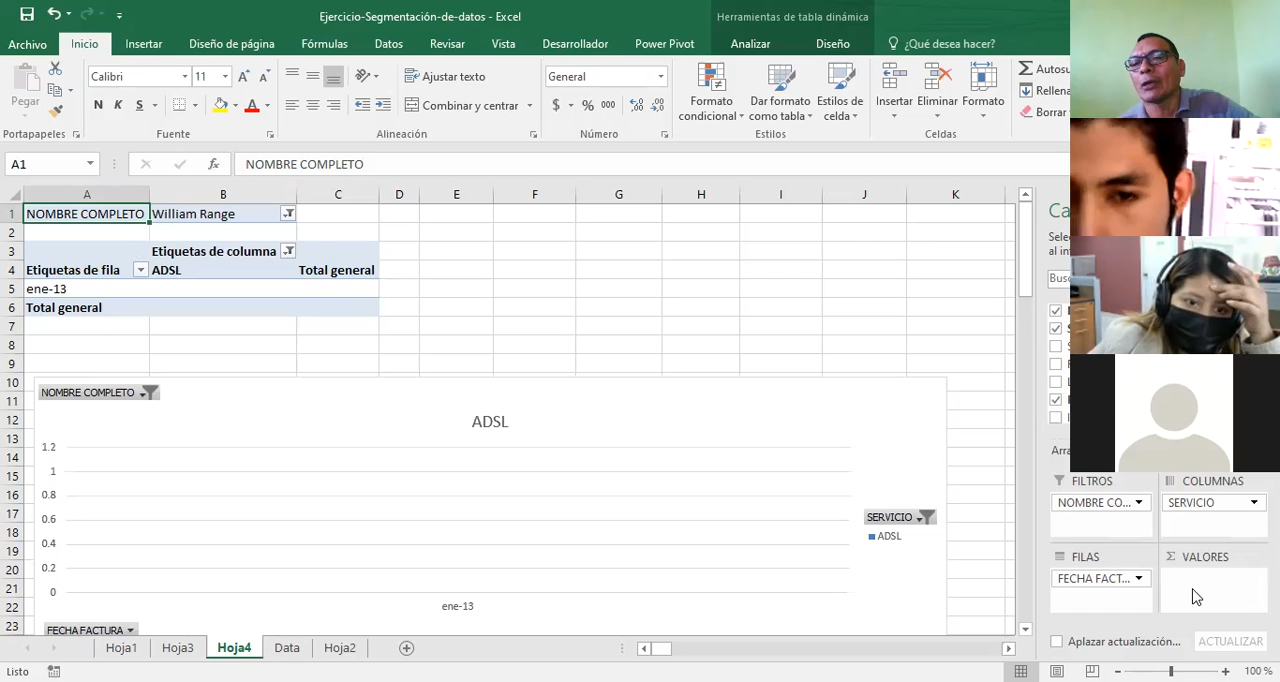 Ejercicio-Segmentación-de-datos - Excel
Herramientas de tabla dinámica
Archivo Inicio Insertar Diseño de página Fórmulas Datos Revisar Vista Desarrollador Power Pivot Analizar Diseño ¿Qué desea hacer?
Pegar
Calibri 11
N K S
Ajustar texto
Combinar y centrar
General
$ % 000
Formato condicional
Dar formato como tabla
Estilos de celda
Insertar Eliminar Formato
Autosu
Rellena
Borrar
Portapapeles Fuente Alineación Número Estilos Celdas
A1 fx NOMBRE COMPLETO
A B C D E F G H I J K
1 NOMBRE COMPLETO William Range
2
3 Etiquetas de columna
4 Etiquetas de fila ADSL Total general
5 ene-13
6 Total general
7
8
9
10
11
12
13
14
15
16
17
18
19
20
21
22
23
NOMBRE COMPLETO
ADSL
1.2
1
0.8
0.6
0.4
0.2
0
ene-13
SERVICIO
ADSL
FECHA FACTURA
Ca
Sele
al in
Busc
Arra
FILTROS COLUMNAS
NOMBRE CO... SERVICIO
FILAS Σ VALORES
FECHA FACT...
Aplazar actualización... ACTUALIZAR
Hoja1 Hoja3 Hoja4 Data Hoja2
Listo
100 %